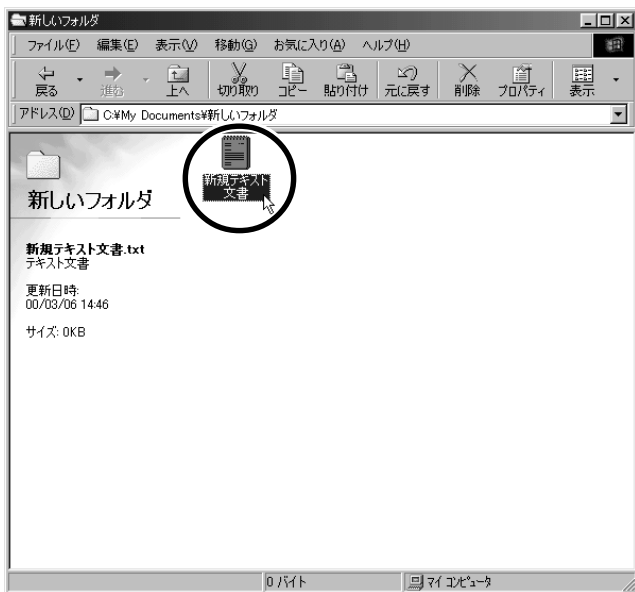 新しいフォルダ
ファイル(F) 編集(E) 表示(V) 移動(G) お気に入り(A) ヘルプ(H)
戻る 進む 上へ 切り取り コピー 貼り付け 元に戻す 削除 プロパティ 表示
アドレス(D) C:¥My Documents¥新しいフォルダ
新しいフォルダ
新規テキスト文書.txt
テキスト文書
更新日時:
00/03/06 14:46
サイズ: 0KB
新規テキスト
文書
0 バイト マイ コンピュータ